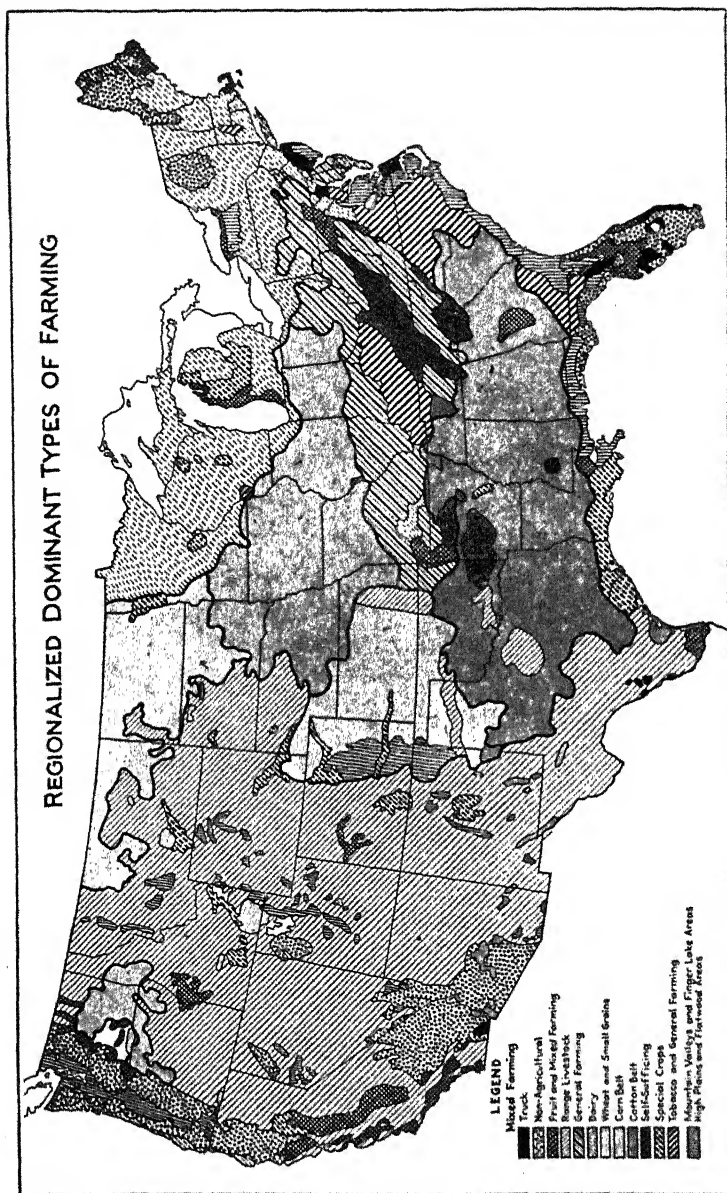 REGIONALIZED DOMINANT TYPES OF FARMING
LEGEND
Mixed Farming
Truck
Non-Agricultural
Fruit and Mixed Farming
Range Livestock
General Farming
Dairy
Wheat and Small Grains
Corn Belt
Cotton Belt
Self-Sufficing
Special Crops
Tobacco and General Farming
Mountain Valleys and Finger Lake Areas
High Plains and Flatwood Areas